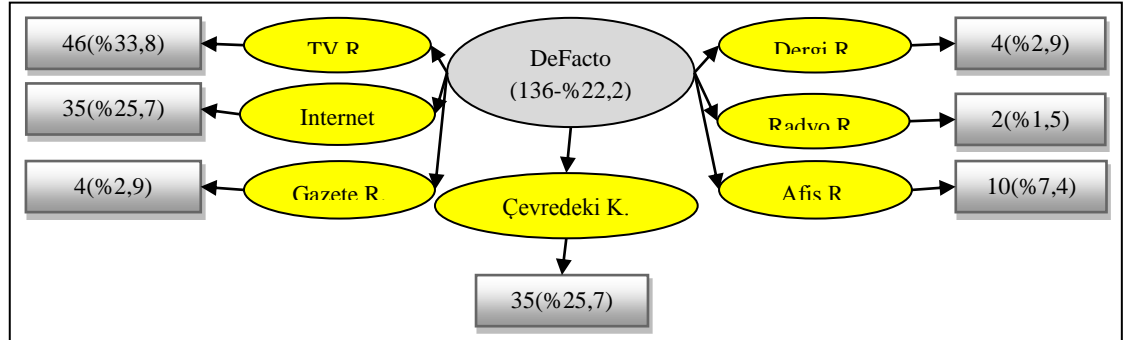 46(%33,8)
TV R.
DeFacto
(136-%22,2)
Dergi R.
4(%2,9)
35(%25,7)
Internet
Radyo R.
2(%1,5)
4(%2,9)
Gazete R.
Çevredeki K.
Afiş R.
10(%7,4)
35(%25,7)